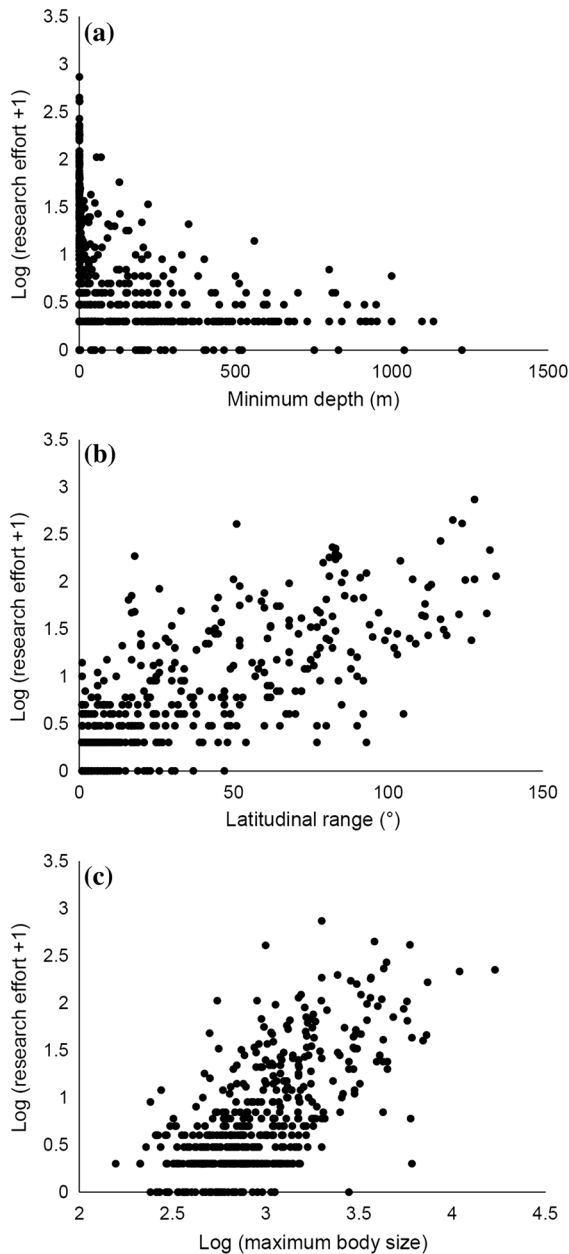 (a)
3.5
3
2.5
2
1.5
1
0.5
0
Log (research effort +1)
0 500 1000 1500
Minimum depth (m)
(b)
3.5
3
2.5
2
1.5
1
0.5
0
Log (research effort +1)
0 50 100 150
Latitudinal range (°)
(c)
3.5
3
2.5
2
1.5
1
0.5
0
Log (research effort +1)
2 2.5 3 3.5 4 4.5
Log (maximum body size)